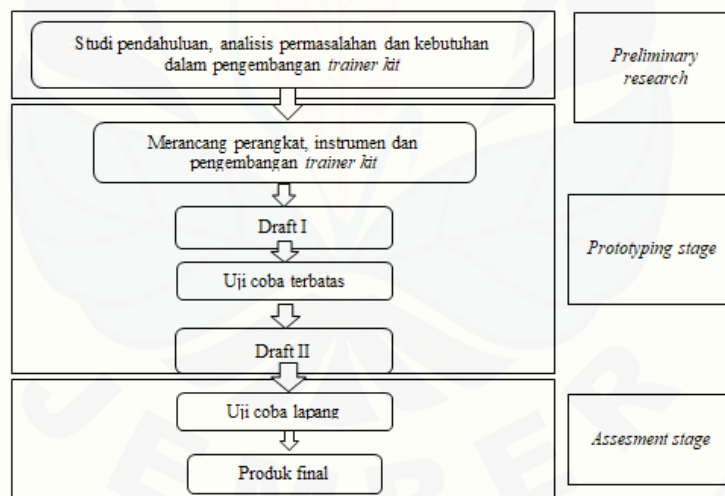 Studi pendahuluan, analisis permasalahan dan kebutuhan
dalam pengembangan trainer kit
Preliminary
research
Merancang perangkat, instrumen dan
pengembangan trainer kit
Draft I
Uji coba terbatas
Draft II
Prototyping stage
Uji coba lapang
Produk final
Assesment stage
JEMBER